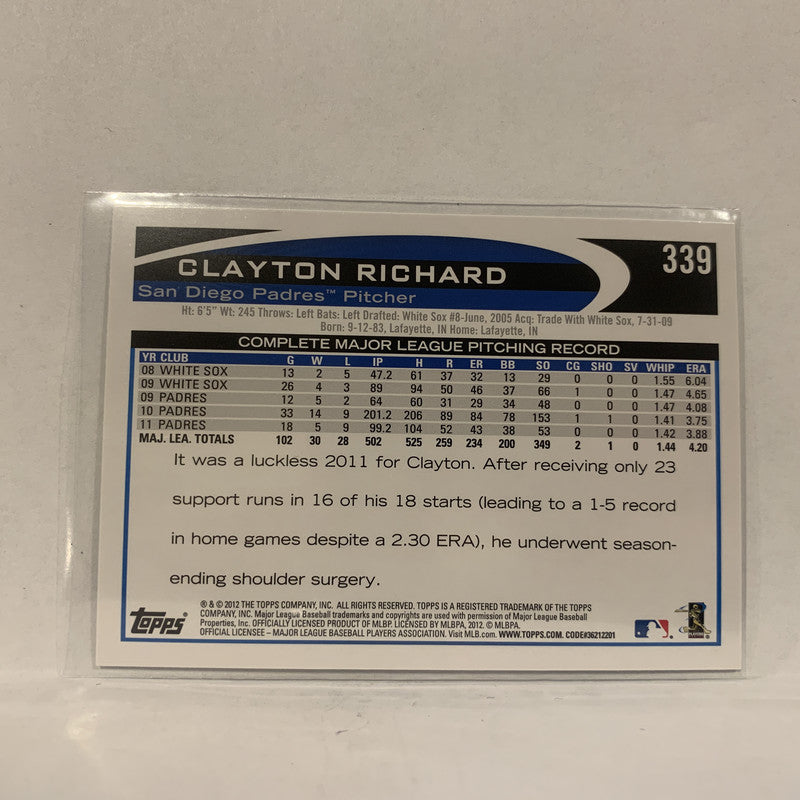 CLAYTON RICHARD
339
San Diego Padres™ Pitcher
Ht: 6'5" Wt: 245 Throws: Left Bats: Left Drafted: White Sox #8-June, 2005 Acq: Trade With White Sox, 7-31-09
Born: 9-12-83, Lafayette, IN Home: Lafayette, IN
COMPLETE MAJOR LEAGUE PITCHING RECORD
YR CLUB G W L IP H R ER BB SO CG SHO SV WHIP ERA
08 WHITE SOX 13 2 5 47.2 61 37 32 13 29 0 0 0 1.55 6.04
09 WHITE SOX 26 4 3 89 94 50 46 37 66 1 0 0 1.47 4.65
09 PADRES 12 5 2 64 60 31 29 34 48 0 0 0 1.47 4.08
10 PADRES 33 14 9 201.2 206 89 84 78 153 1 1 0 1.41 3.75
11 PADRES 18 5 9 99.2 104 52 43 38 53 0 0 0 1.42 3.88
MAJ. LEA. TOTALS 102 30 28 502 525 259 234 200 349 2 1 0 1.44 4.20
It was a luckless 2011 for Clayton. After receiving only 23
support runs in 16 of his 18 starts (leading to a 1-5 record
in home games despite a 2.30 ERA), he underwent season-
ending shoulder surgery.
Topps
® & © 2012 THE TOPPS COMPANY, INC. ALL RIGHTS RESERVED. TOPPS IS A REGISTERED TRADEMARK OF THE TOPPS
COMPANY, INC. Major League Baseball trademarks and copyrights are used with permission of Major League Baseball
Properties, Inc. OFFICIALLY LICENSED PRODUCT OF MLBP. LICENSED BY MLBPA, 2012. © MLBPA.
OFFICIAL LICENSEE – MAJOR LEAGUE BASEBALL PLAYERS ASSOCIATION. Visit MLB.com. WWW.TOPPS.COM. CODE#36212201